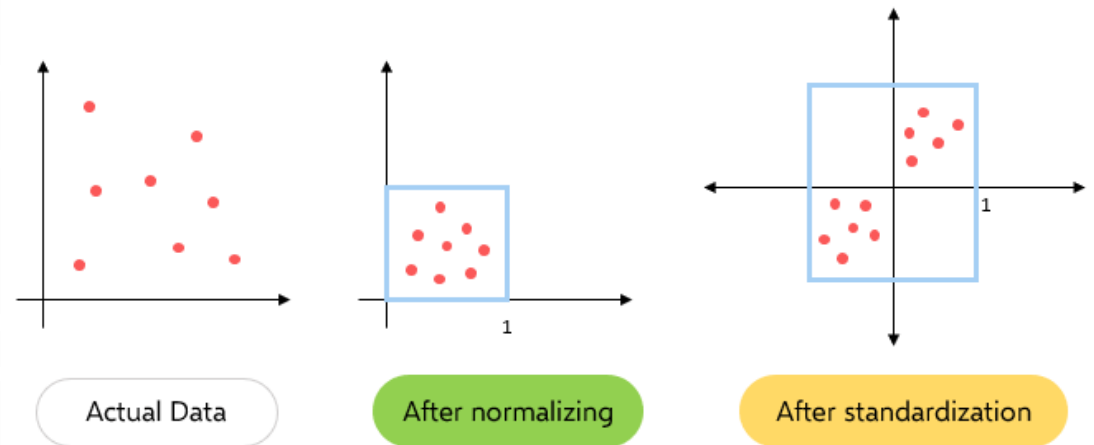 1
1
Actual Data
After normalizing
After standardization